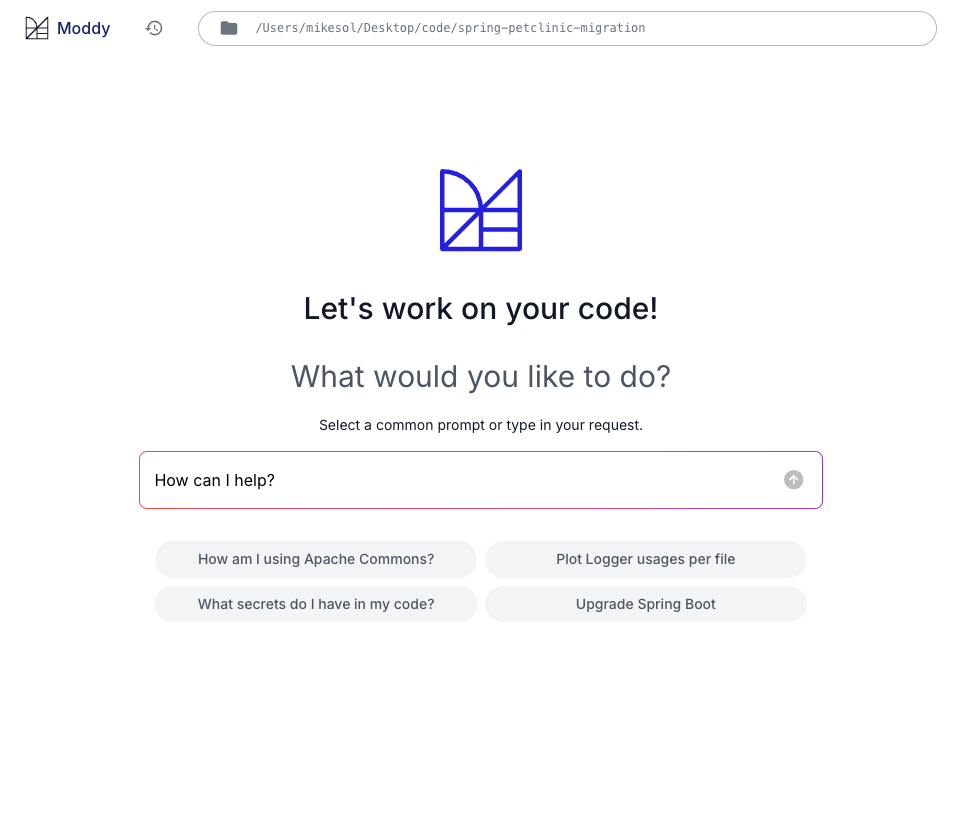 Moddy
/Users/mikesol/Desktop/code/spring-petclinic-migration
Let's work on your code!
What would you like to do?
Select a common prompt or type in your request.
How can I help?
How am I using Apache Commons?
Plot Logger usages per file
What secrets do I have in my code?
Upgrade Spring Boot